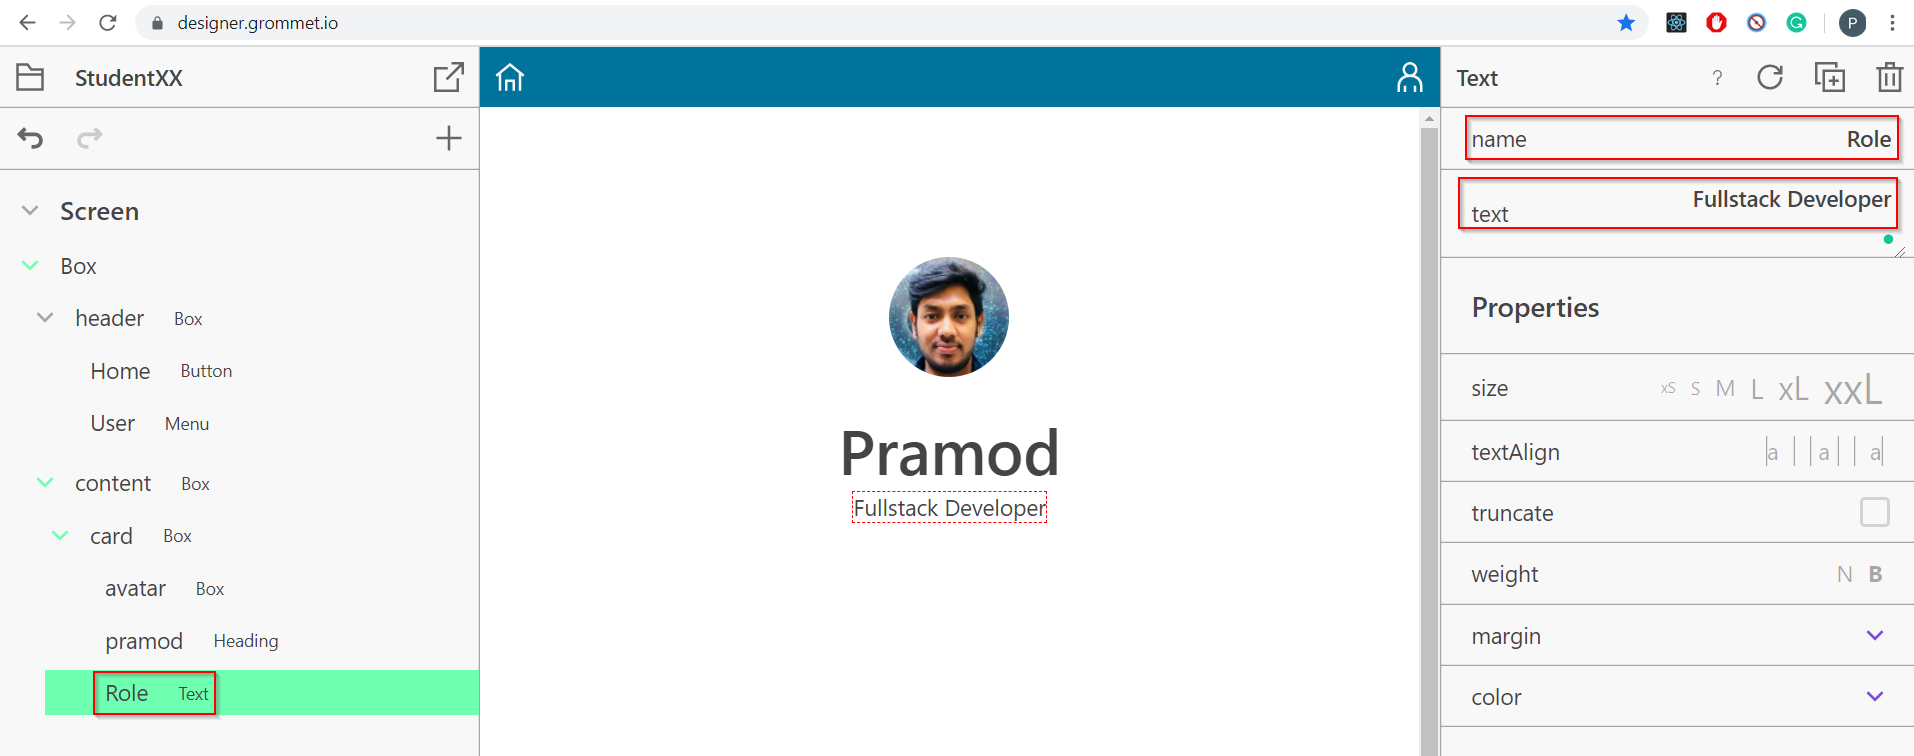 designer.grommet.io
P
StudentXX
Text
?
name Role
Fullstack Developer
text
Screen
Box
header Box
Home Button
User Menu
content Box
card Box
avatar Box
pramod Heading
Role Text
Pramod
Fullstack Developer
Properties
size xS S M L xL xxL
textAlign a a a
truncate
weight N B
margin
color